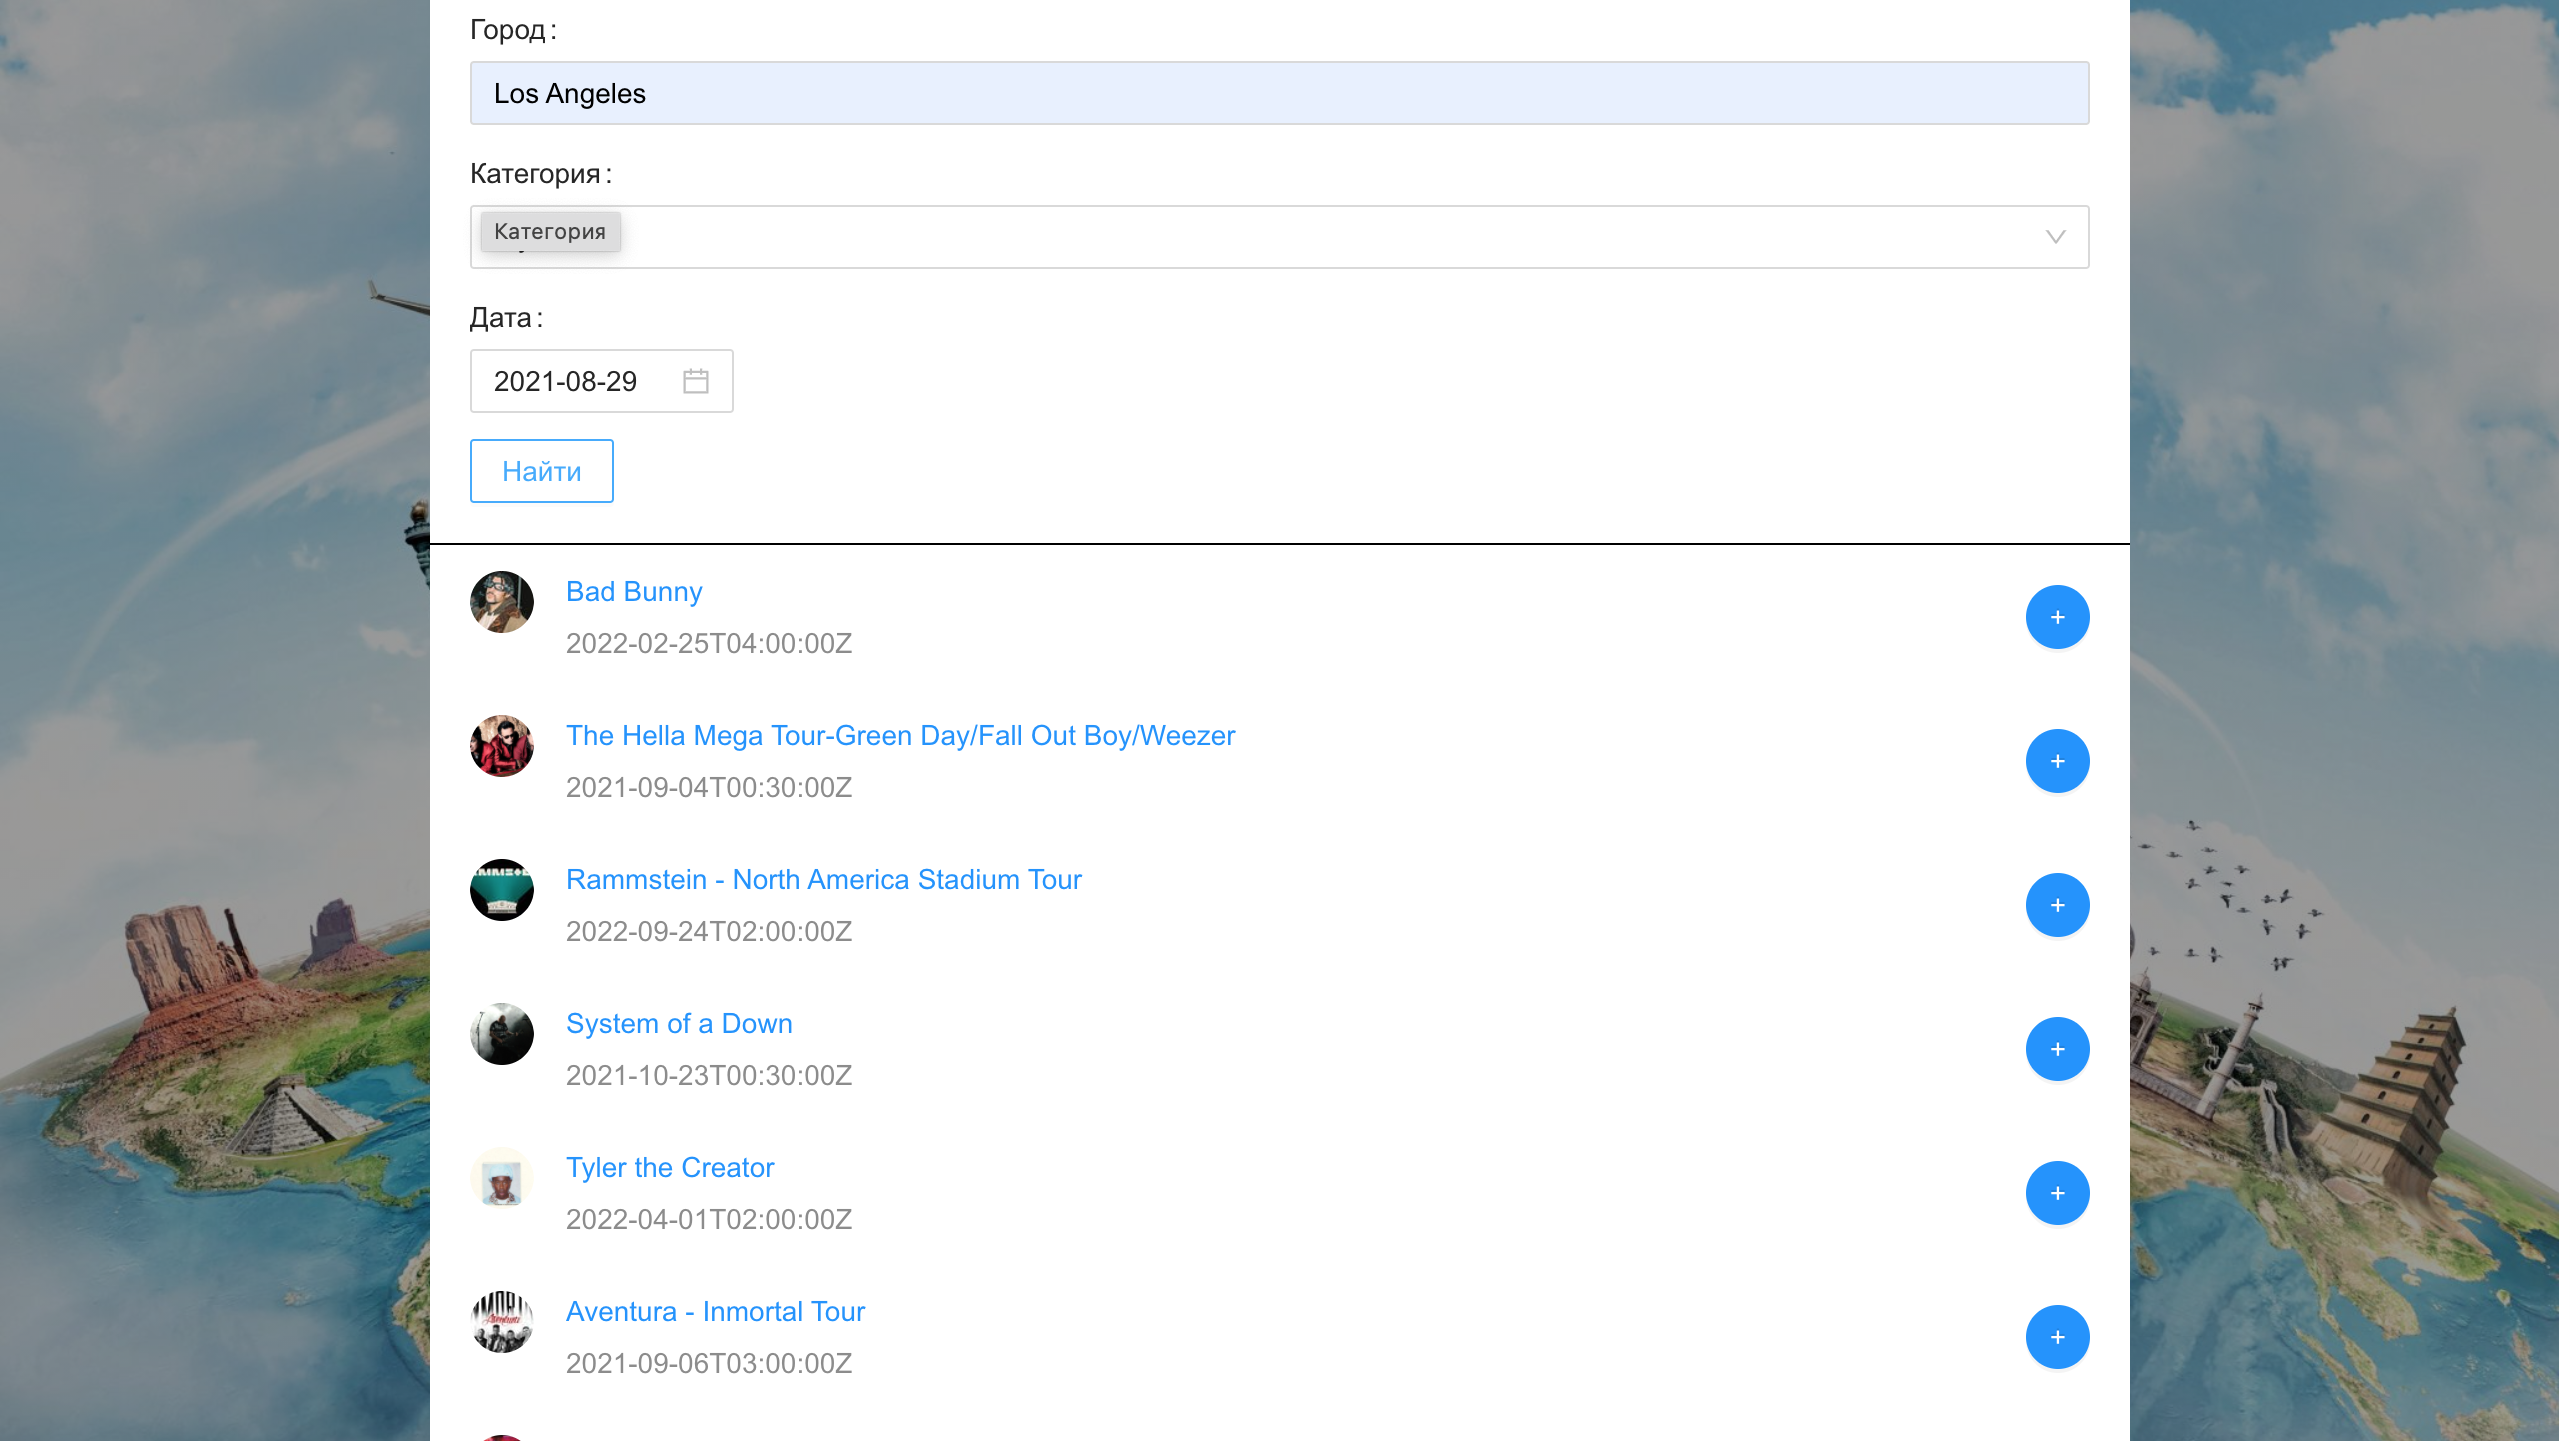 Город:
Los Angeles
Категория:
Категория
Дата:
2021-08-29
Найти
Bad Bunny
2022-02-25T04:00:00Z
+
The Hella Mega Tour-Green Day/Fall Out Boy/Weezer
2021-09-04T00:30:00Z
+
Rammstein - North America Stadium Tour
2022-09-24T02:00:00Z
+
System of a Down
2021-10-23T00:30:00Z
+
Tyler the Creator
2022-04-01T02:00:00Z
+
Aventura - Inmortal Tour
2021-09-06T03:00:00Z
+